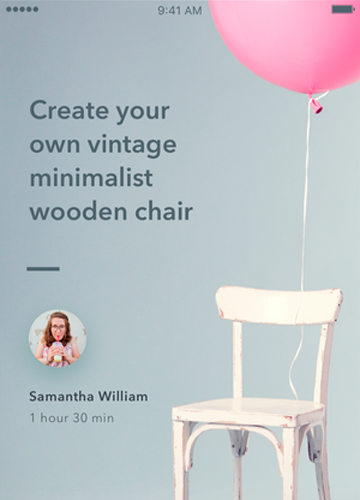 9:41 AM
Create your
own vintage
minimalist
wooden chair
Samantha William
1 hour 30 min